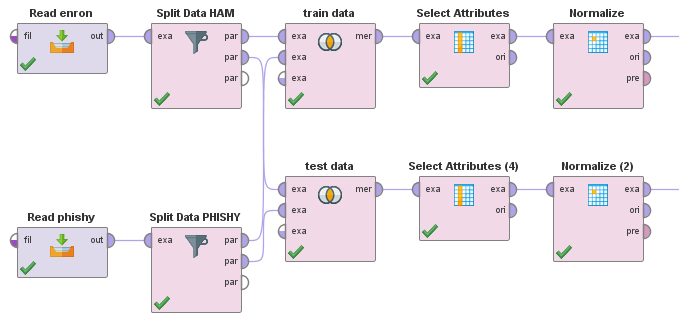 Read enron
fil out
Split Data HAM
exa par
par
par
train data
exa mer
exa
exa
Select Attributes
exa exa
ori
Normalize
exa exa
ori
pre
Read phishy
fil out
Split Data PHISHY
exa par
par
par
test data
exa mer
exa
exa
Select Attributes (4)
exa exa
ori
Normalize (2)
exa exa
ori
pre